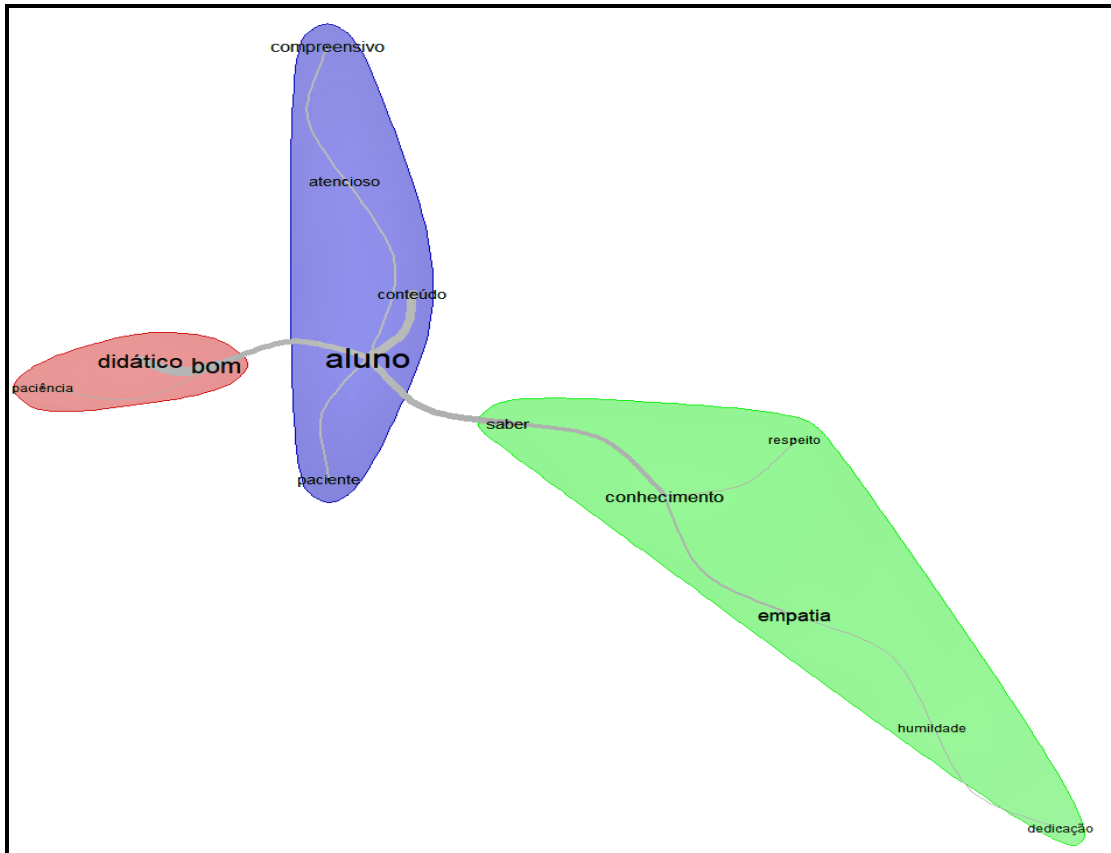 compreensivo
atencioso
conteúdo
aluno
didático
bom
paciência
saber
respeito
paciente
conhecimento
empatia
humildade
dedicação